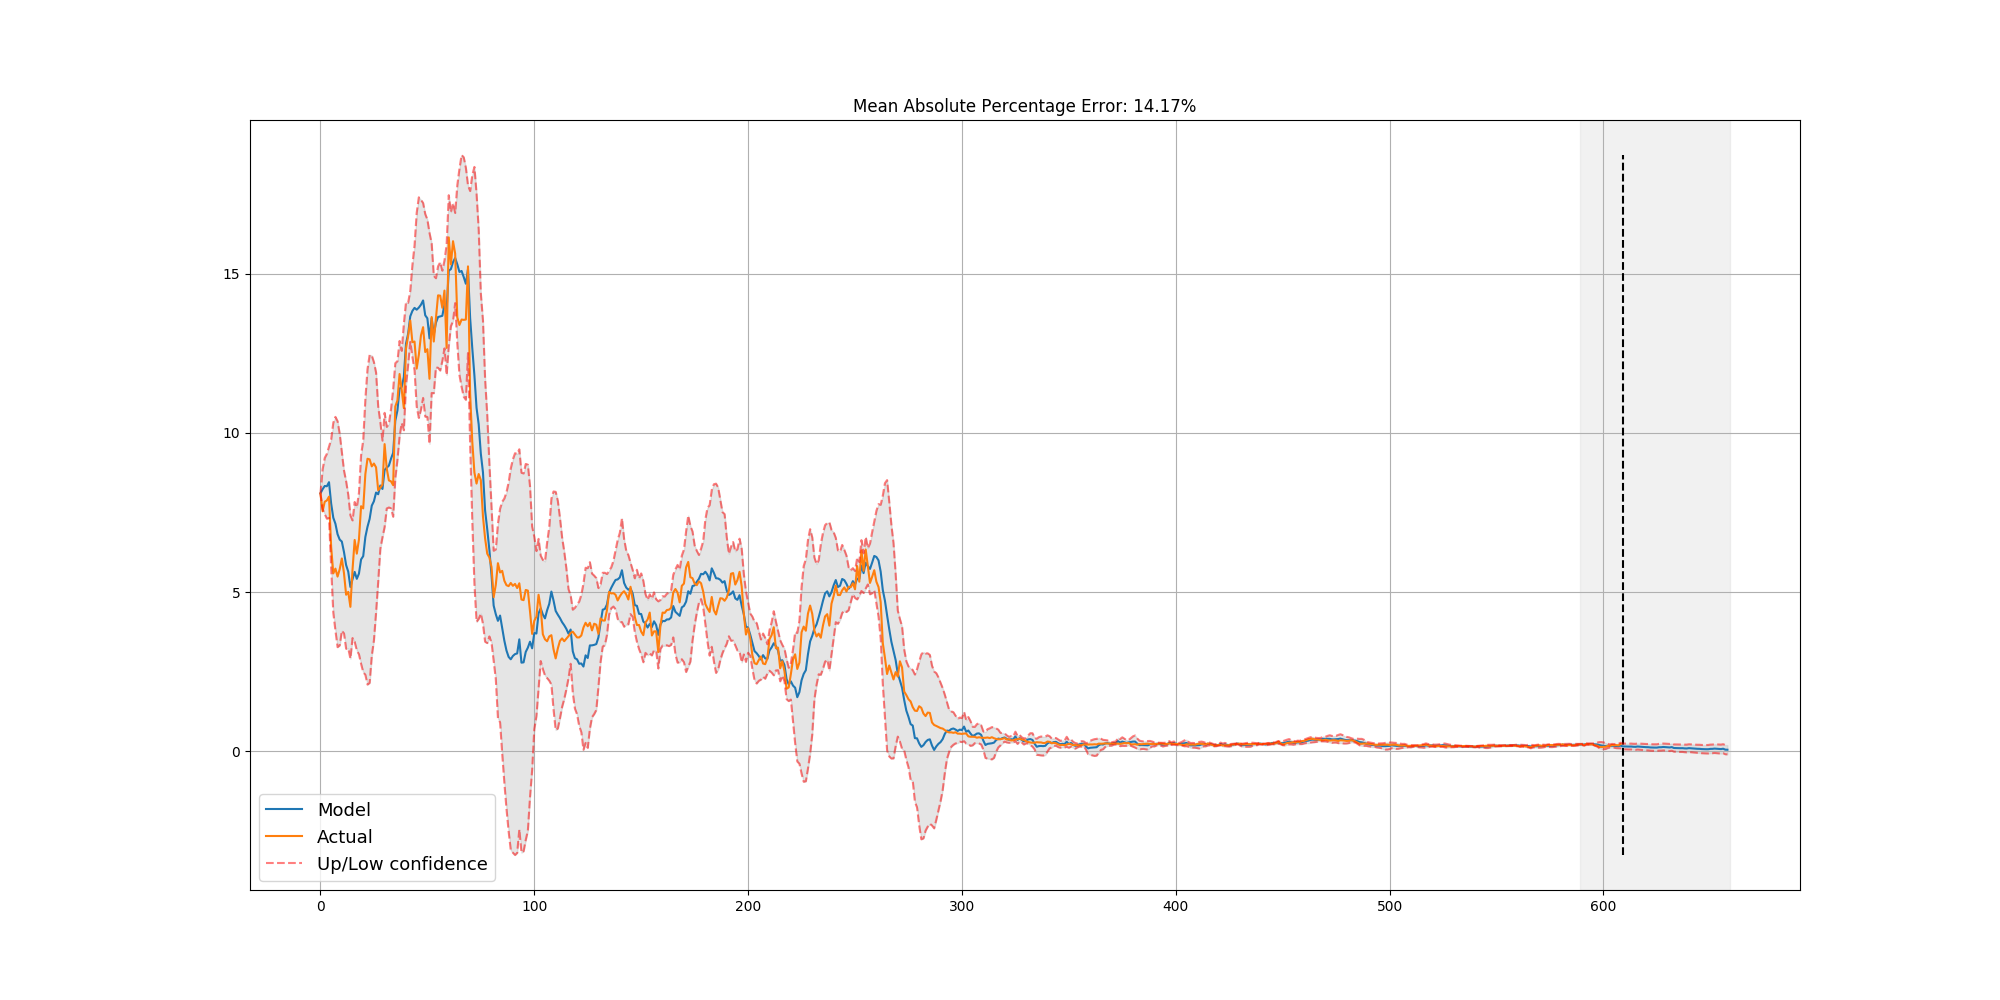 Mean Absolute Percentage Error: 14.17%
15
10
5
0
Model
Actual
Up/Low confidence
0 100 200 300 400 500 600